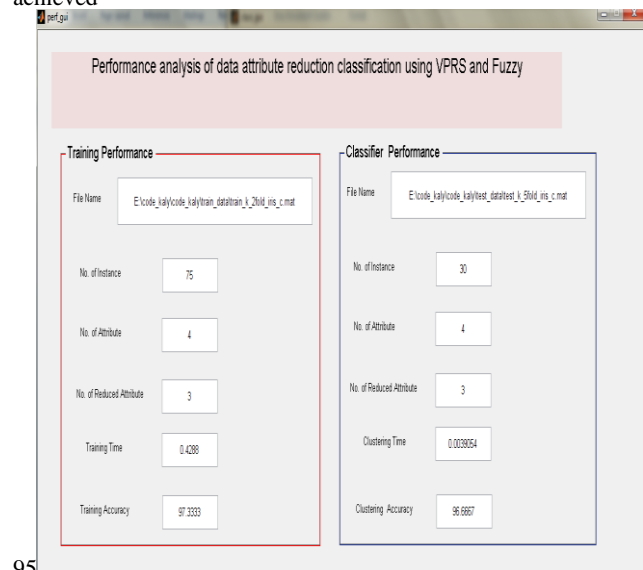 achieved
perf_gui
Performance analysis of data attribute reduction classification using VPRS and Fuzzy
Training Performance
File Name
E:\code_kaly\code_kaly\train_data\train_k_2fold_iris_c.mat
No. of Instance
75
No. of Attribute
4
No. of Reduced Attribute
3
Training Time
0.4288
Training Accuracy
97.3333
Classifier Performance
File Name
E:\code_kaly\code_kaly\test_data\test_k_5fold_iris_c.mat
No. of Instance
30
No. of Attribute
4
No. of Reduced Attribute
3
Clustering Time
0.0039054
Clustering Accuracy
96.6667
95